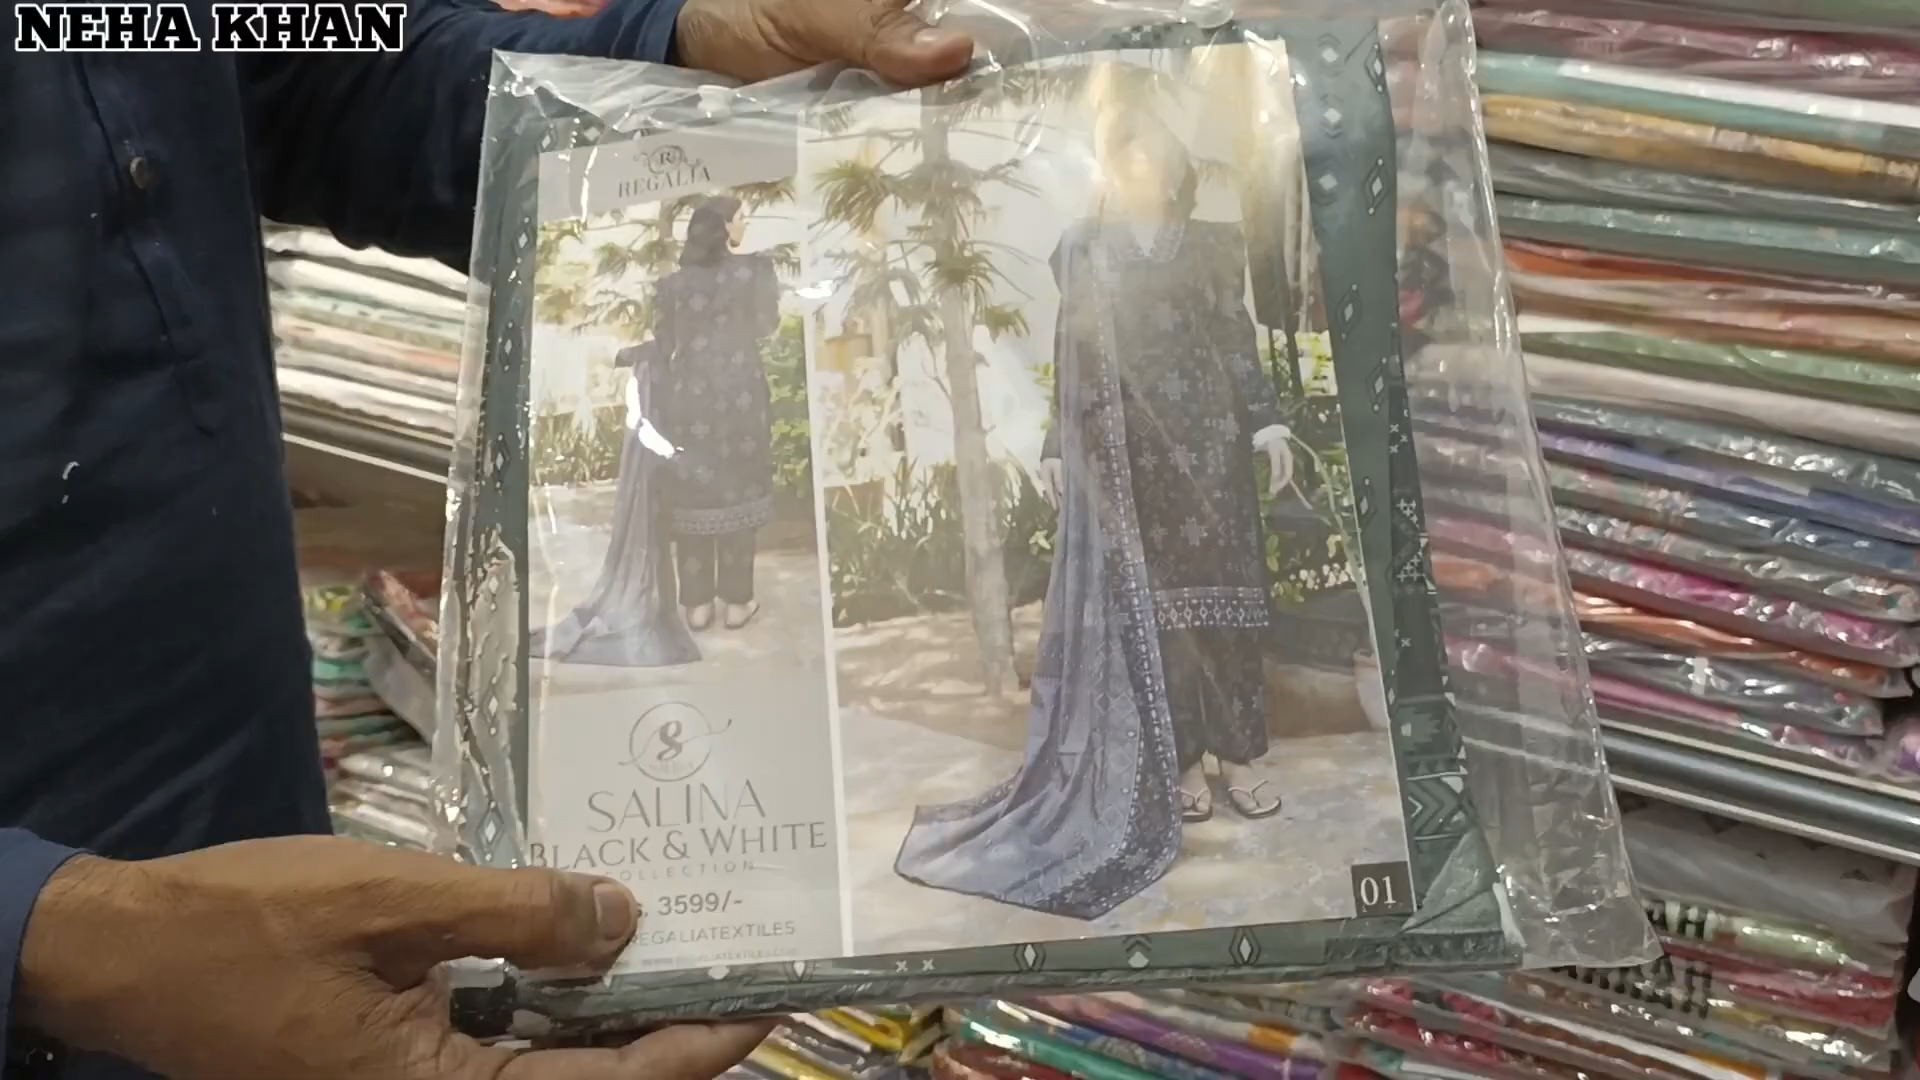 NEHA KHAN
R
REGALIA
S
SALINA
BLACK & WHITE
COLLECTION
3599/-
REGALIATEXTILES
01